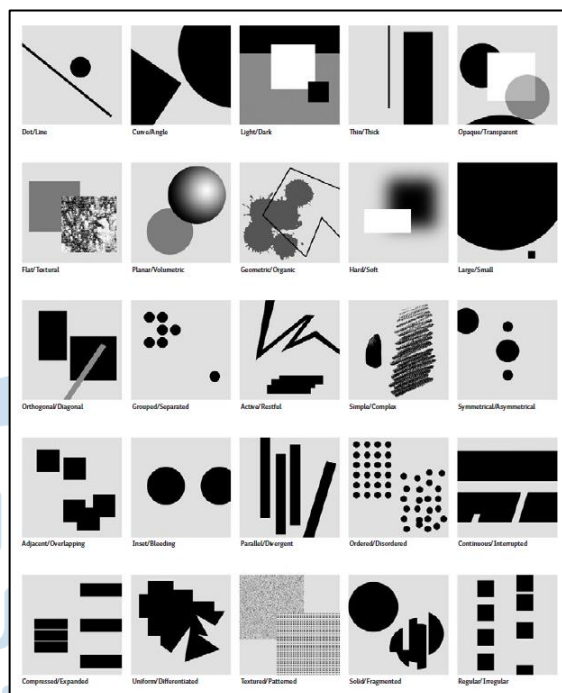 Dot/Line
Curve/Angle
Light/Dark
Thin/Thick
Opaque/Transparent
Flat/Textural
Planar/Volumetric
Geometric/Organic
Hard/Soft
Large/Small
Orthogonal/Diagonal
Grouped/Separated
Active/Restful
Simple/Complex
Symmetrical/Asymmetrical
Adjacent/Overlapping
Inset/Bleeding
Parallel/Divergent
Ordered/Disordered
Continuous/Interrupted
Compressed/Expanded
Uniform/Differentiated
Textured/Patterned
Solid/Fragmented
Regular/Irregular